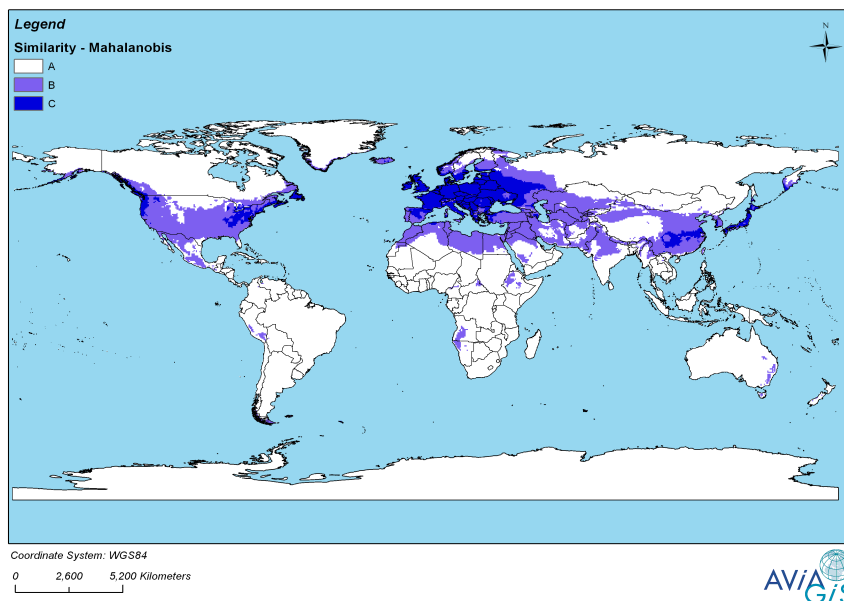 Legend
Similarity - Mahalanobis
A
B
C
N
Coordinate System: WGS84
0 2,600 5,200 Kilometers
AViA
GiS